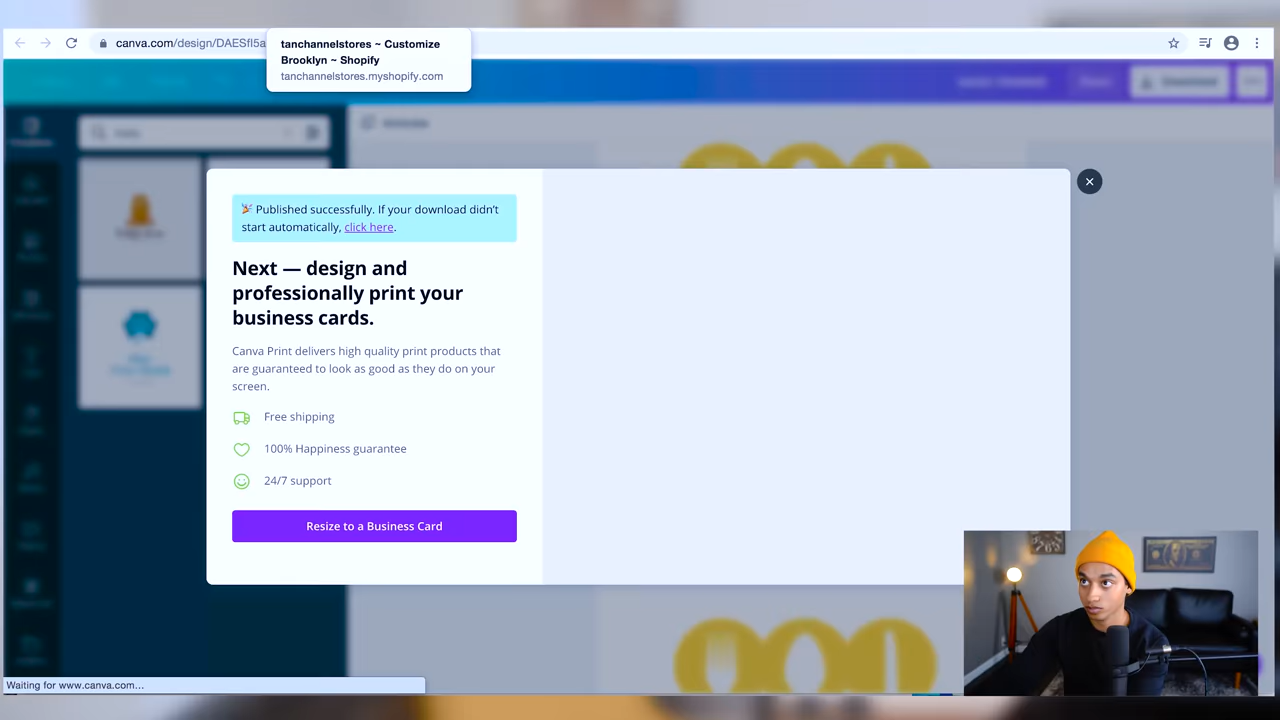 canva.com/design/DAESfI5a
tanchannelstores ~ Customize
Brooklyn ~ Shopify
tanchannelstores.myshopify.com
🎉 Published successfully. If your download didn't
start automatically, click here.
Next — design and
professionally print your
business cards.
Canva Print delivers high quality print products that
are guaranteed to look as good as they do on your
screen.
Free shipping
100% Happiness guarantee
24/7 support
Resize to a Business Card
Waiting for www.canva.com...